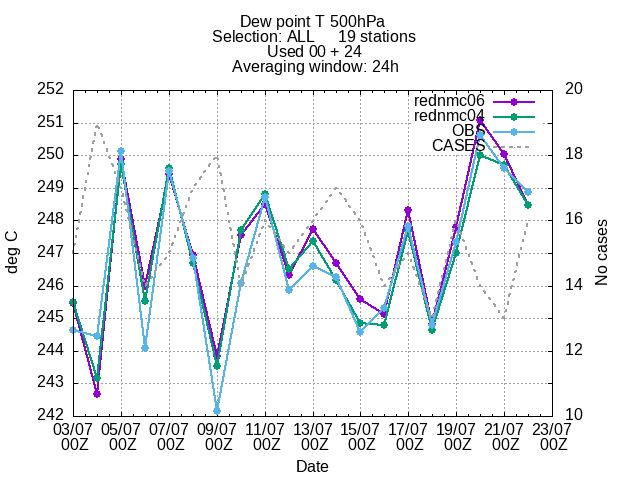 Dew point T 500hPa
Selection: ALL 19 stations
Used 00 + 24
Averaging window: 24h
252
251
250
249
248
247
246
245
244
243
242
deg C
20
18
16
14
12
10
No cases
rednmc06
rednmc04
OBS
CASES
03/07 05/07 07/07 09/07 11/07 13/07 15/07 17/07 19/07 21/07 23/07
00Z 00Z 00Z 00Z 00Z 00Z 00Z 00Z 00Z 00Z 00Z
Date